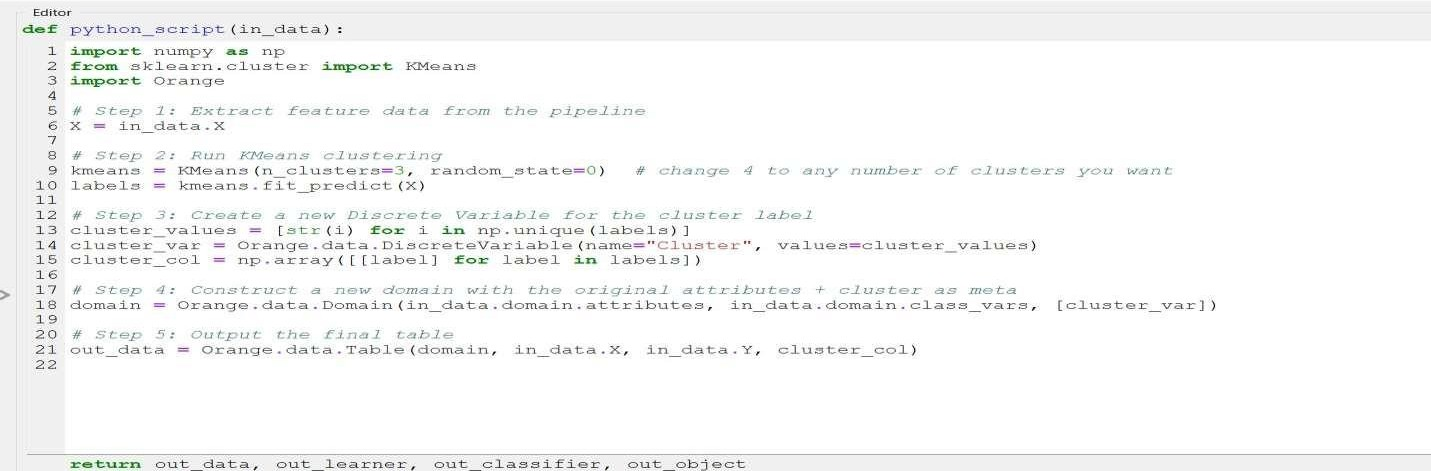 Editor
def python_script(in_data):
1 import numpy as np
2 from sklearn.cluster import KMeans
3 import Orange
4
5 # Step 1: Extract feature data from the pipeline
6 X = in_data.X
7
8 # Step 2: Run KMeans clustering
9 kmeans = KMeans(n_clusters=3, random_state=0)   # change 4 to any number of clusters you want
10 labels = kmeans.fit_predict(X)
11
12 # Step 3: Create a new Discrete Variable for the cluster label
13 cluster_values = [str(i) for i in np.unique(labels)]
14 cluster_var = Orange.data.DiscreteVariable(name="Cluster", values=cluster_values)
15 cluster_col = np.array([[label] for label in labels])
16
17 # Step 4: Construct a new domain with the original attributes + cluster as meta
18 domain = Orange.data.Domain(in_data.domain.attributes, in_data.domain.class_vars, [cluster_var])
19
20 # Step 5: Output the final table
21 out_data = Orange.data.Table(domain, in_data.X, in_data.Y, cluster_col)
22
return out_data, out_learner, out_classifier, out_object